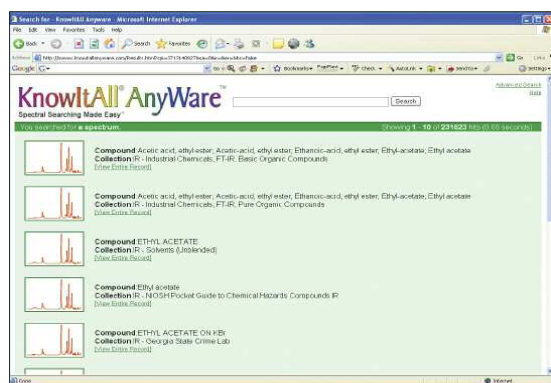 Search for - KnowItAll Anyware - Microsoft Internet Explorer
File Edit View Favorites Tools Help
Back Search Favorites
Address
Google Bookmarks Check AutoLink Send to Settings
Advanced Search
Help
KnowItAll AnyWare™
Spectral Searching Made Easy™
Search
You searched for a spectrum. Showing 1 - 10 of 231623 hits
Compound: Acetic acid, ethyl ester; Acetic-acid, ethyl ester; Ethanoic-acid, ethyl ester; Ethyl-acetate; Ethyl acetate
Collection: IR - Industrial Chemicals, FT-IR, Basic Organic Compounds
[View Entire Record]
Compound: Acetic acid, ethyl ester; Acetic-acid, ethyl ester; Ethanoic-acid, ethyl ester; Ethyl-acetate; Ethyl acetate
Collection: IR - Industrial Chemicals, FT-IR, Pure Organic Compounds
[View Entire Record]
Compound: ETHYL ACETATE
Collection: IR - Solvents (Unblended)
[View Entire Record]
Compound: Ethyl acetate
Collection: IR - NIOSH Pocket Guide to Chemical Hazards Compounds IR
[View Entire Record]
Compound: ETHYL ACETATE ON KBr
Collection: IR - Georgia State Crime Lab
[View Entire Record]
Done Internet